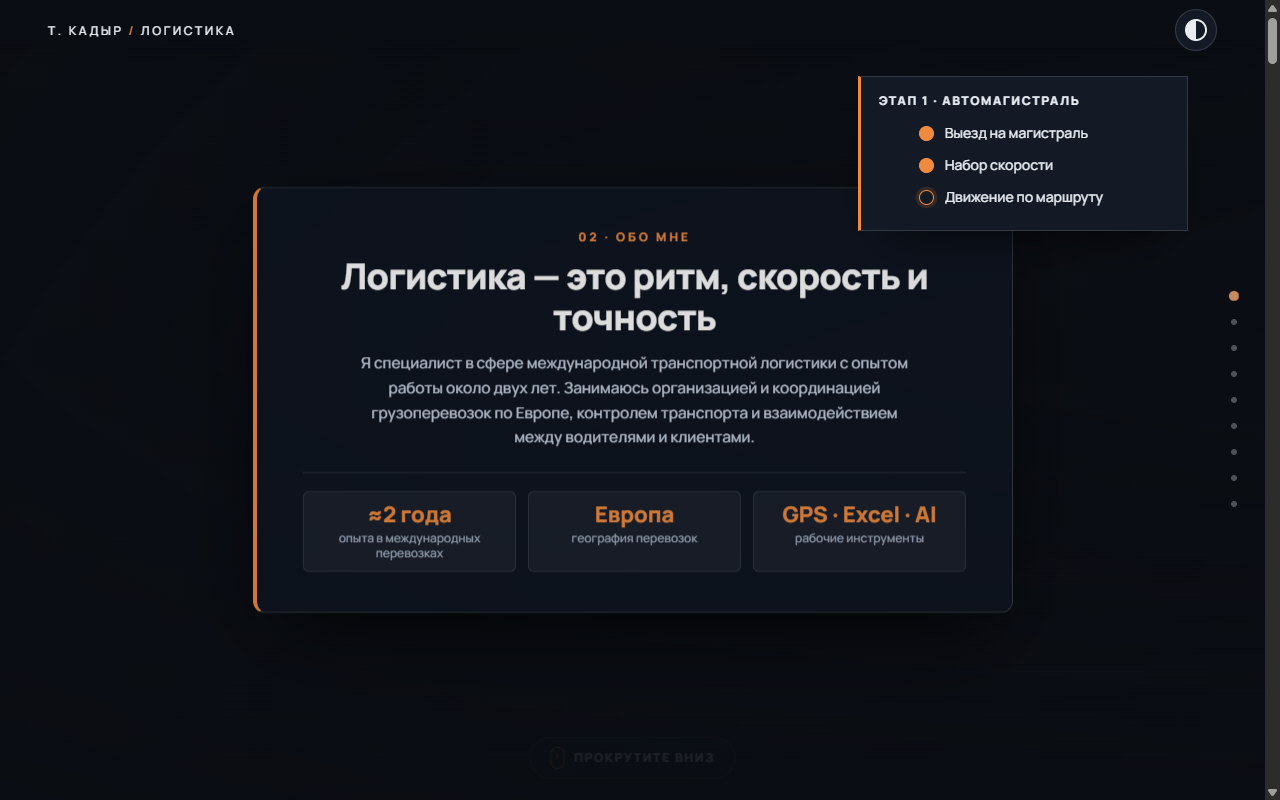 Т. КАДЫР / ЛОГИСТИКА
ЭТАП 1 · АВТОМАГИСТРАЛЬ
Выезд на магистраль
Набор скорости
Движение по маршруту
02 · ОБО МНЕ
Логистика — это ритм, скорость и
точность
Я специалист в сфере международной транспортной логистики с опытом
работы около двух лет. Занимаюсь организацией и координацией
грузоперевозок по Европе, контролем транспорта и взаимодействием
между водителями и клиентами.
≈2 года
опыта в международных
перевозках
Европа
география перевозок
GPS · Excel · AI
рабочие инструменты
ПРОКРУТИТЕ ВНИЗ